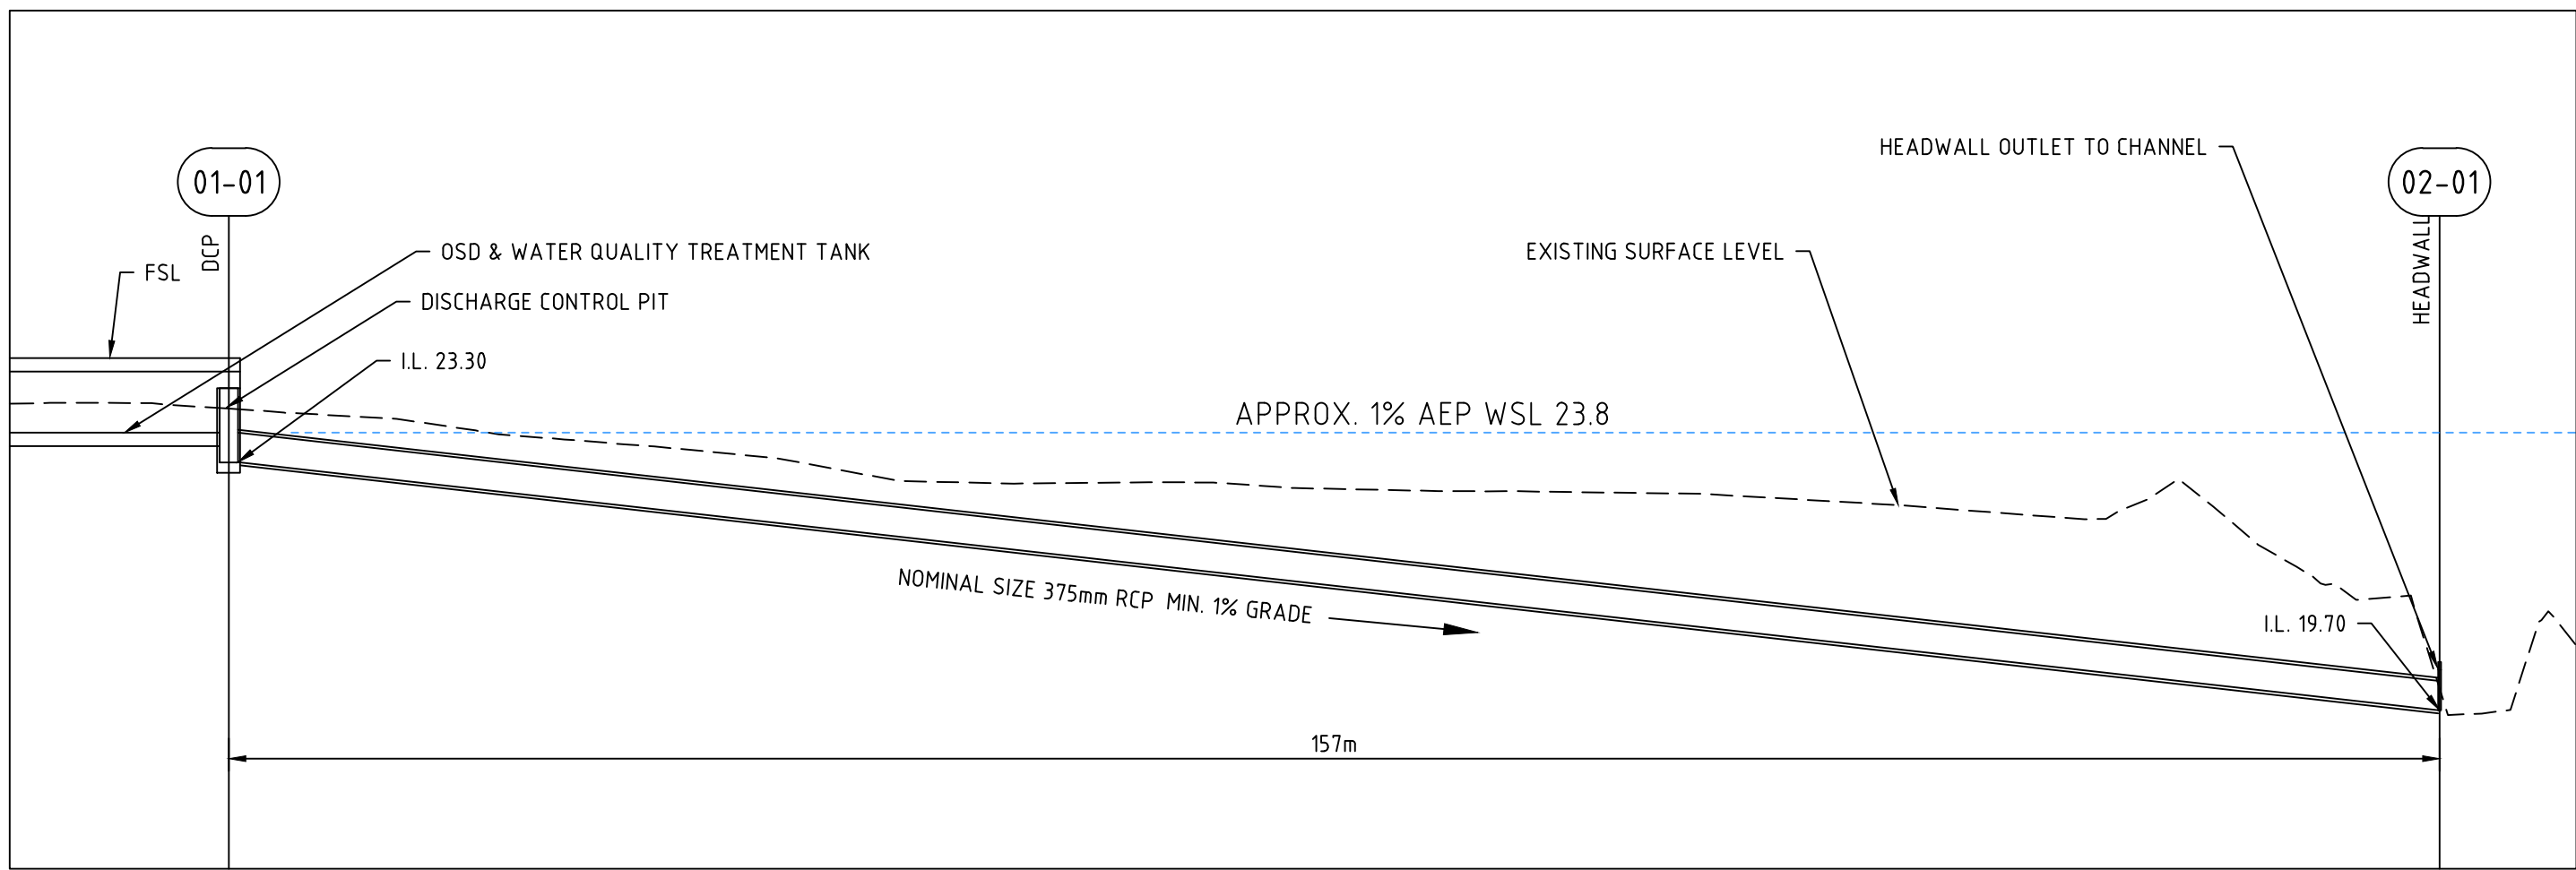 HEADWALL OUTLET TO CHANNEL
01-01
02-01
DCP
HEADWALL
OSD & WATER QUALITY TREATMENT TANK
EXISTING SURFACE LEVEL
FSL
DISCHARGE CONTROL PIT
I.L. 23.30
APPROX. 1% AEP WSL 23.8
NOMINAL SIZE 375mm RCP MIN. 1% GRADE
I.L. 19.70
157m